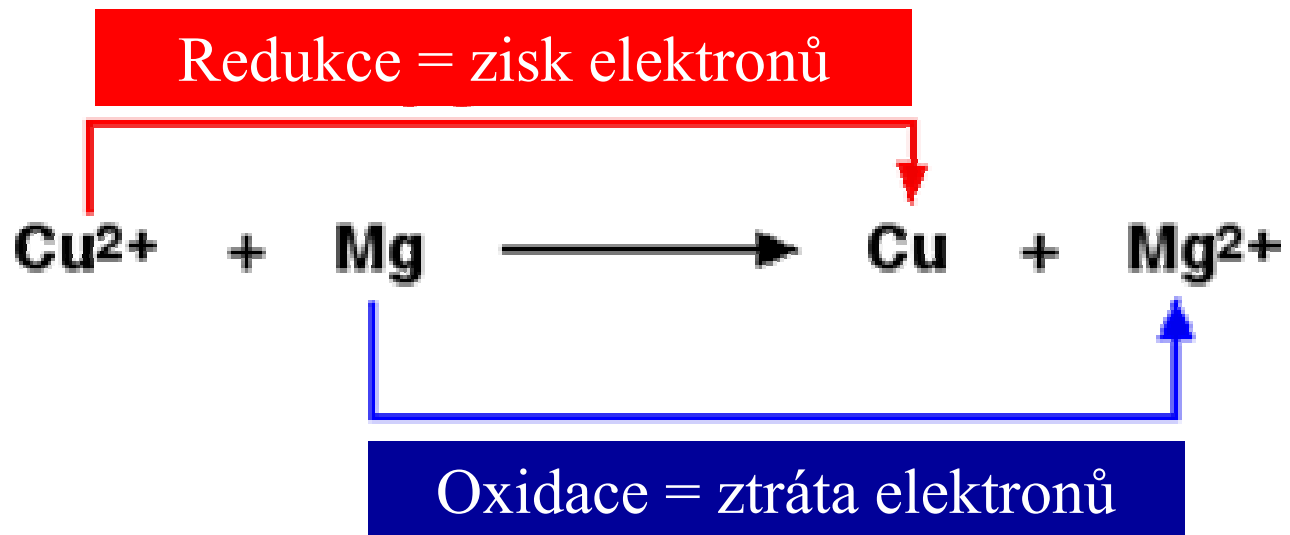 Redukce = zisk elektronů
Cu²⁺ + Mg Cu + Mg²⁺
Oxidace = ztráta elektronů